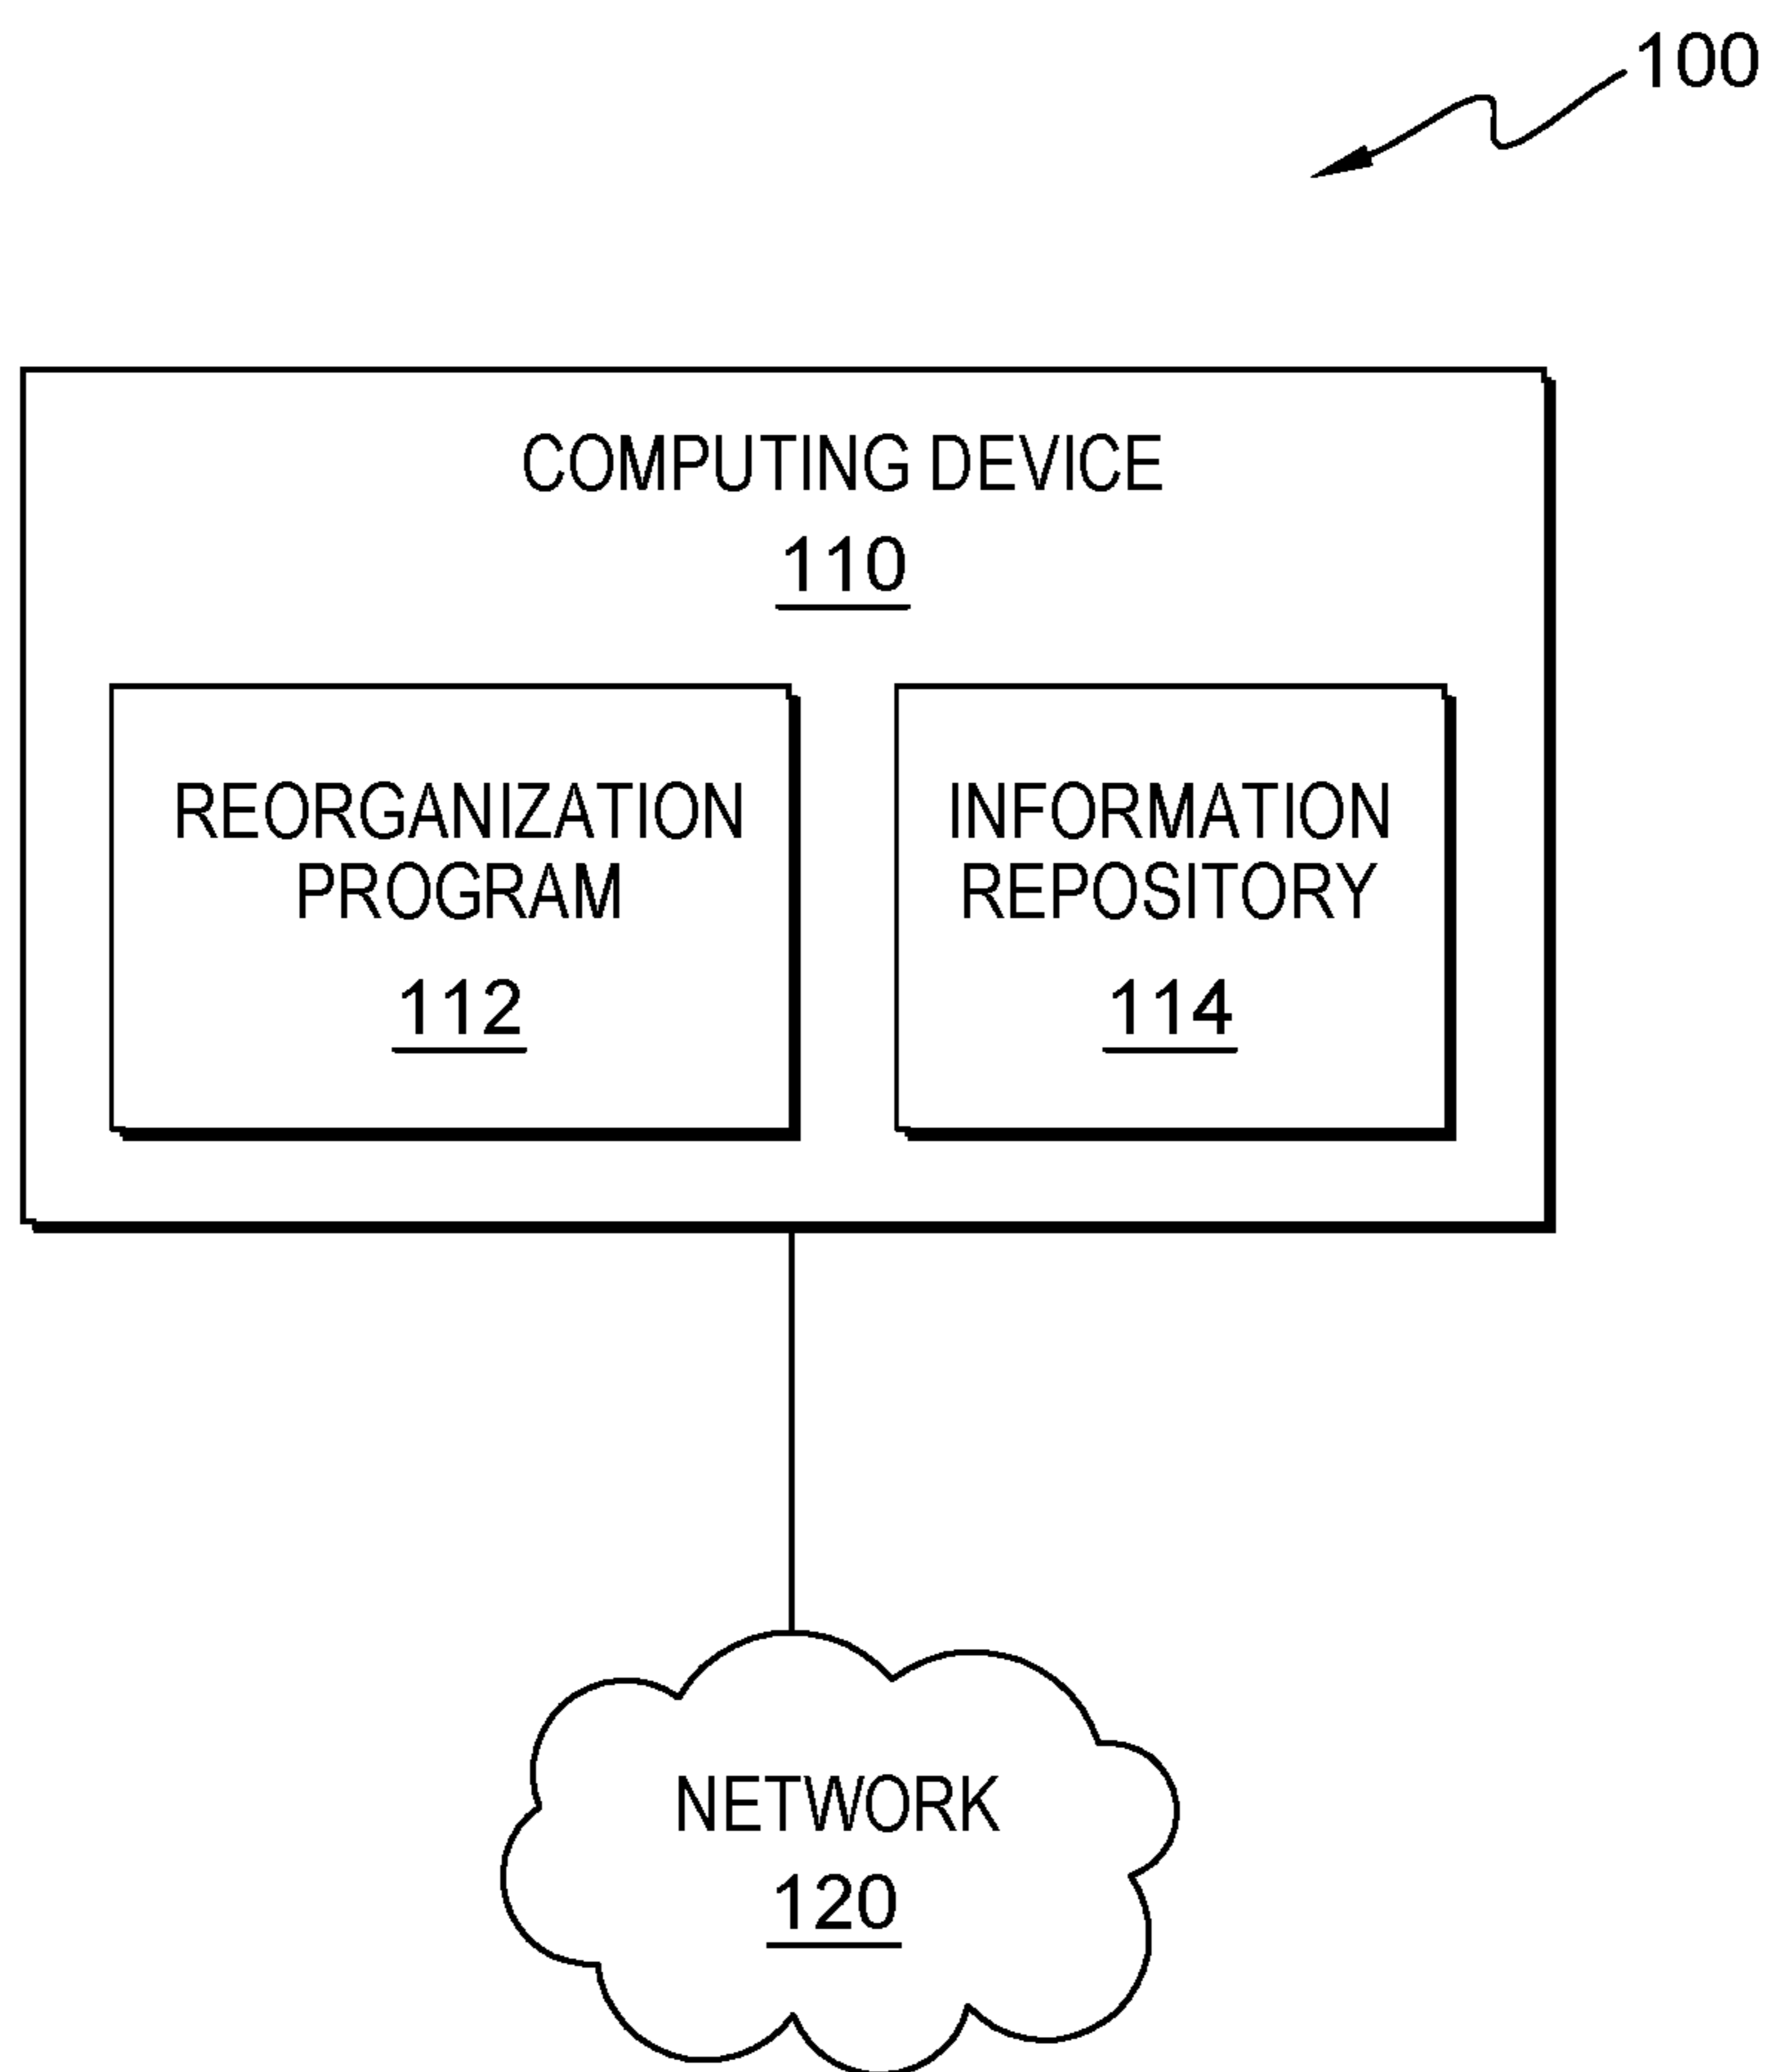 100
COMPUTING DEVICE
110
REORGANIZATION
PROGRAM
112
INFORMATION
REPOSITORY
114
NETWORK
120